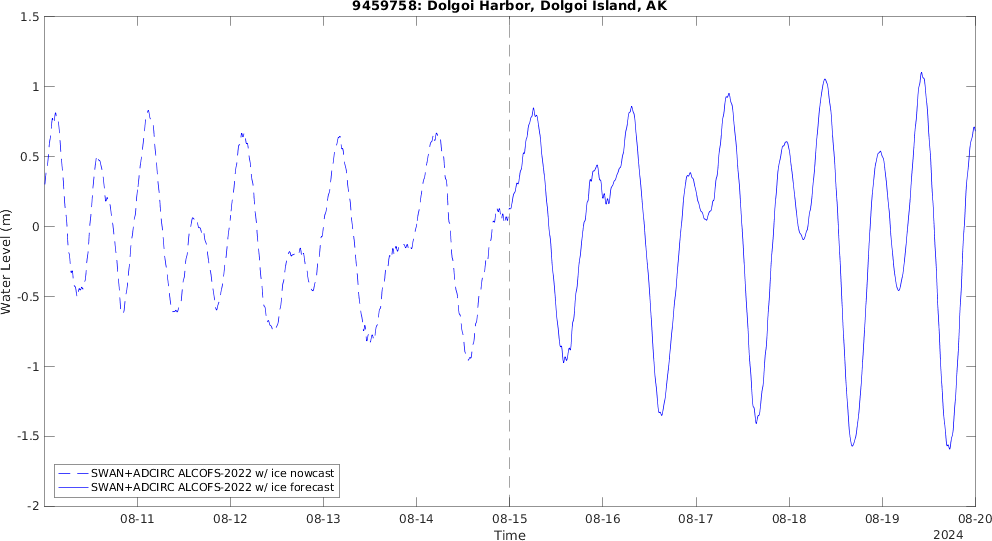 9459758: Dolgoi Harbor, Dolgoi Island, AK
1.5
1
0.5
0
-0.5
-1
-1.5
-2
Water Level (m)
SWAN+ADCIRC ALCOFS-2022 w/ ice nowcast
SWAN+ADCIRC ALCOFS-2022 w/ ice forecast
08-11 08-12 08-13 08-14 08-15 08-16 08-17 08-18 08-19 08-20
Time
2024